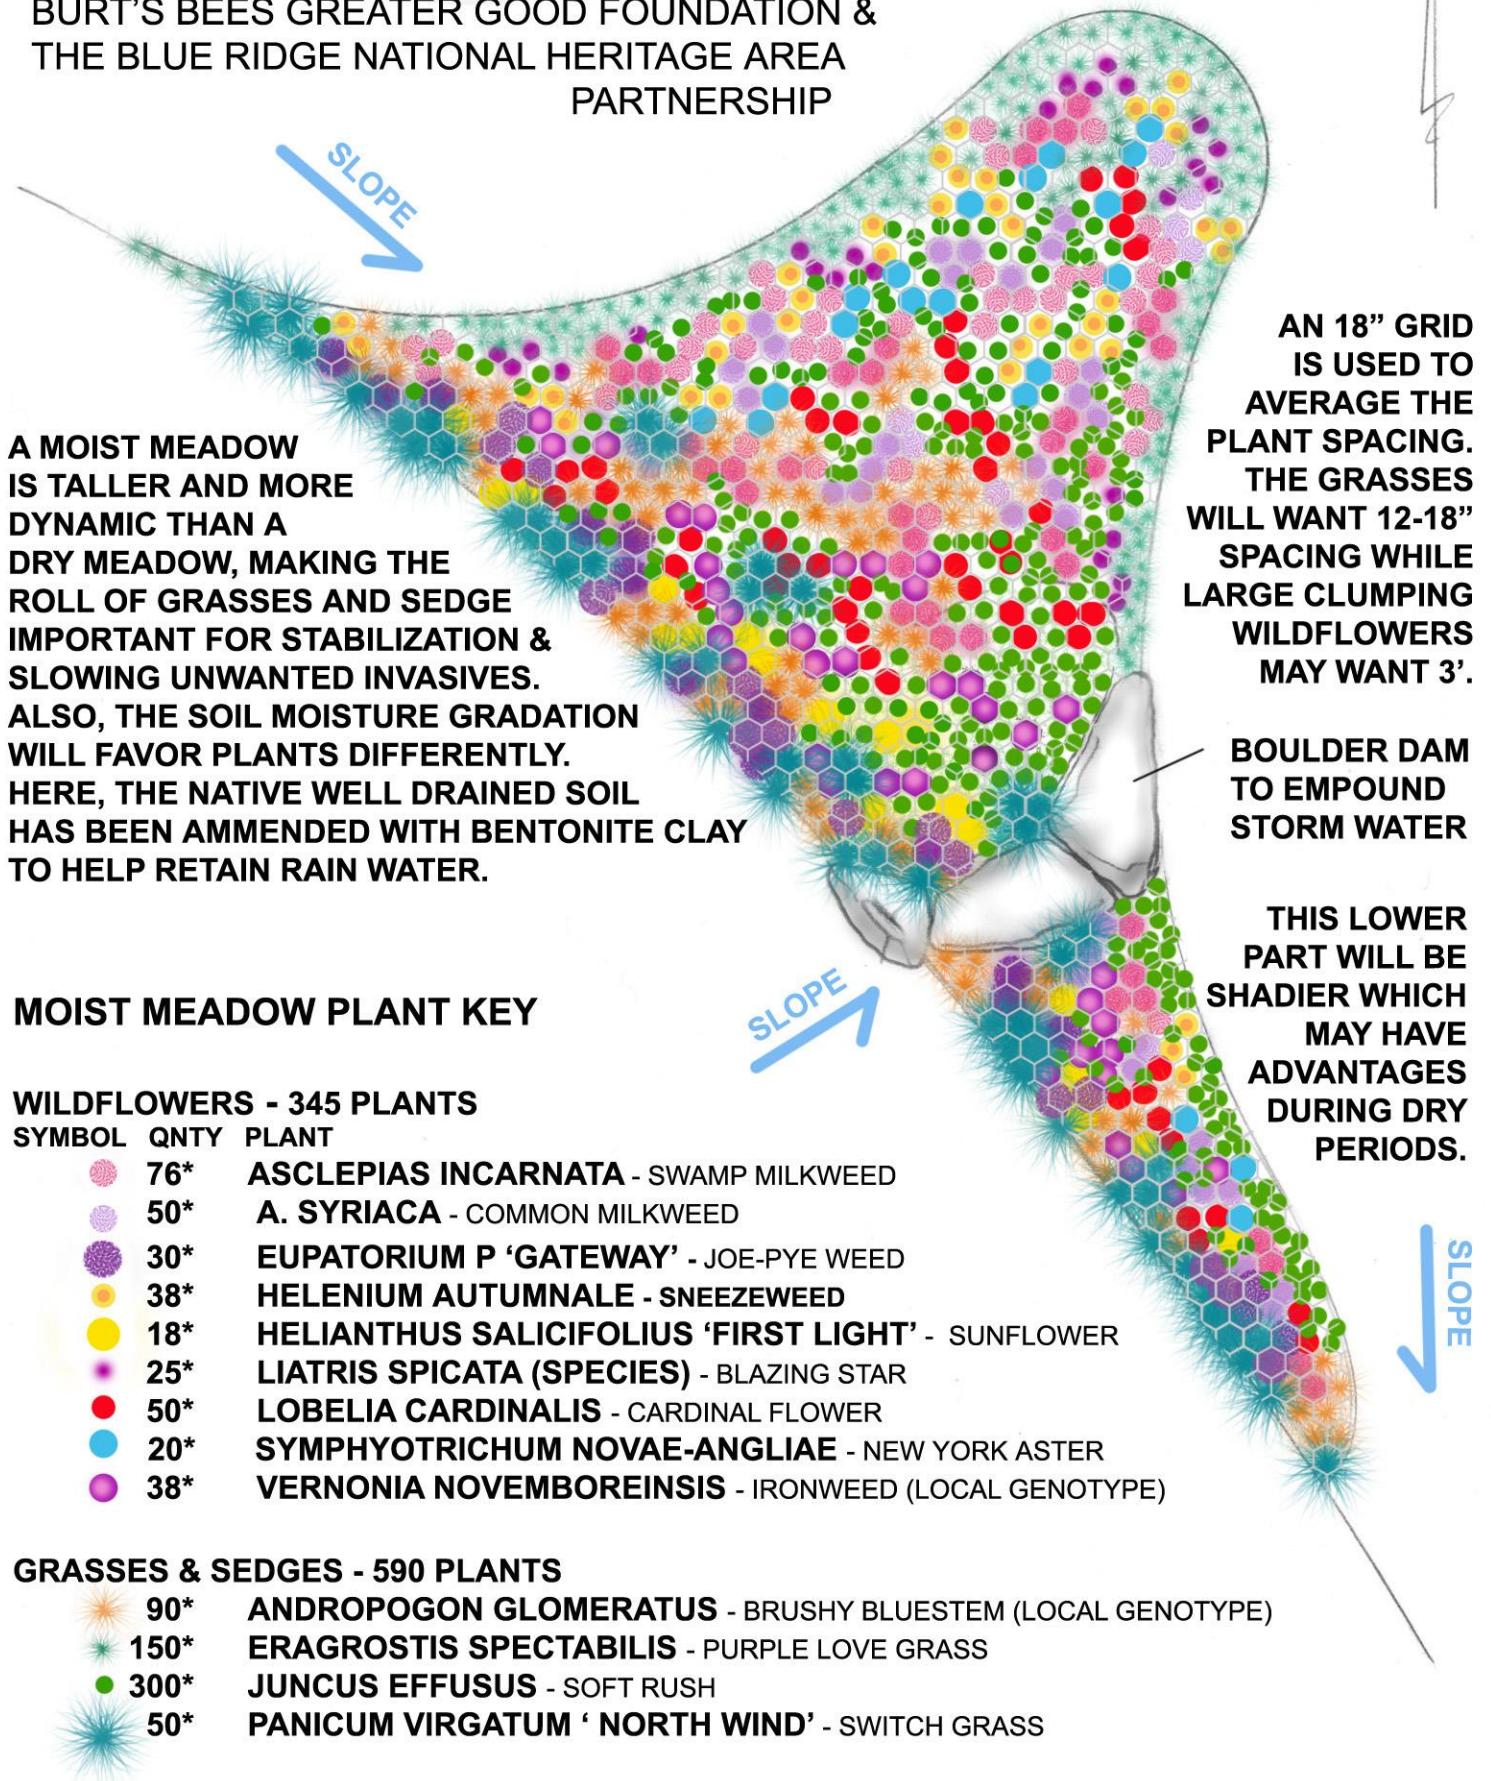 BURT'S BEES GREATER GOOD FOUNDATION &
THE BLUE RIDGE NATIONAL HERITAGE AREA
PARTNERSHIP
SLOPE
AN 18” GRID
IS USED TO
AVERAGE THE
PLANT SPACING.
THE GRASSES
WILL WANT 12-18”
SPACING WHILE
LARGE CLUMPING
WILDFLOWERS
MAY WANT 3’.
A MOIST MEADOW
IS TALLER AND MORE
DYNAMIC THAN A
DRY MEADOW, MAKING THE
ROLL OF GRASSES AND SEDGE
IMPORTANT FOR STABILIZATION &
SLOWING UNWANTED INVASIVES.
ALSO, THE SOIL MOISTURE GRADATION
WILL FAVOR PLANTS DIFFERENTLY.
HERE, THE NATIVE WELL DRAINED SOIL
HAS BEEN AMMENDED WITH BENTONITE CLAY
TO HELP RETAIN RAIN WATER.
BOULDER DAM
TO EMPOUND
STORM WATER
THIS LOWER
PART WILL BE
SHADIER WHICH
MAY HAVE
ADVANTAGES
DURING DRY
PERIODS.
SLOPE
SLOPE
MOIST MEADOW PLANT KEY
WILDFLOWERS - 345 PLANTS
SYMBOL QNTY PLANT
76* ASCLEPIAS INCARNATA - SWAMP MILKWEED
50* A. SYRIACA - COMMON MILKWEED
30* EUPATORIUM P ‘GATEWAY’ - JOE-PYE WEED
38* HELENIUM AUTUMNALE - SNEEZEWEED
18* HELIANTHUS SALICIFOLIUS ‘FIRST LIGHT’ - SUNFLOWER
25* LIATRIS SPICATA (SPECIES) - BLAZING STAR
50* LOBELIA CARDINALIS - CARDINAL FLOWER
20* SYMPHYOTRICHUM NOVAE-ANGLIAE - NEW YORK ASTER
38* VERNONIA NOVEMBOREINSIS - IRONWEED (LOCAL GENOTYPE)
GRASSES & SEDGES - 590 PLANTS
90* ANDROPOGON GLOMERATUS - BRUSHY BLUESTEM (LOCAL GENOTYPE)
150* ERAGROSTIS SPECTABILIS - PURPLE LOVE GRASS
300* JUNCUS EFFUSUS - SOFT RUSH
50* PANICUM VIRGATUM ‘ NORTH WIND’ - SWITCH GRASS